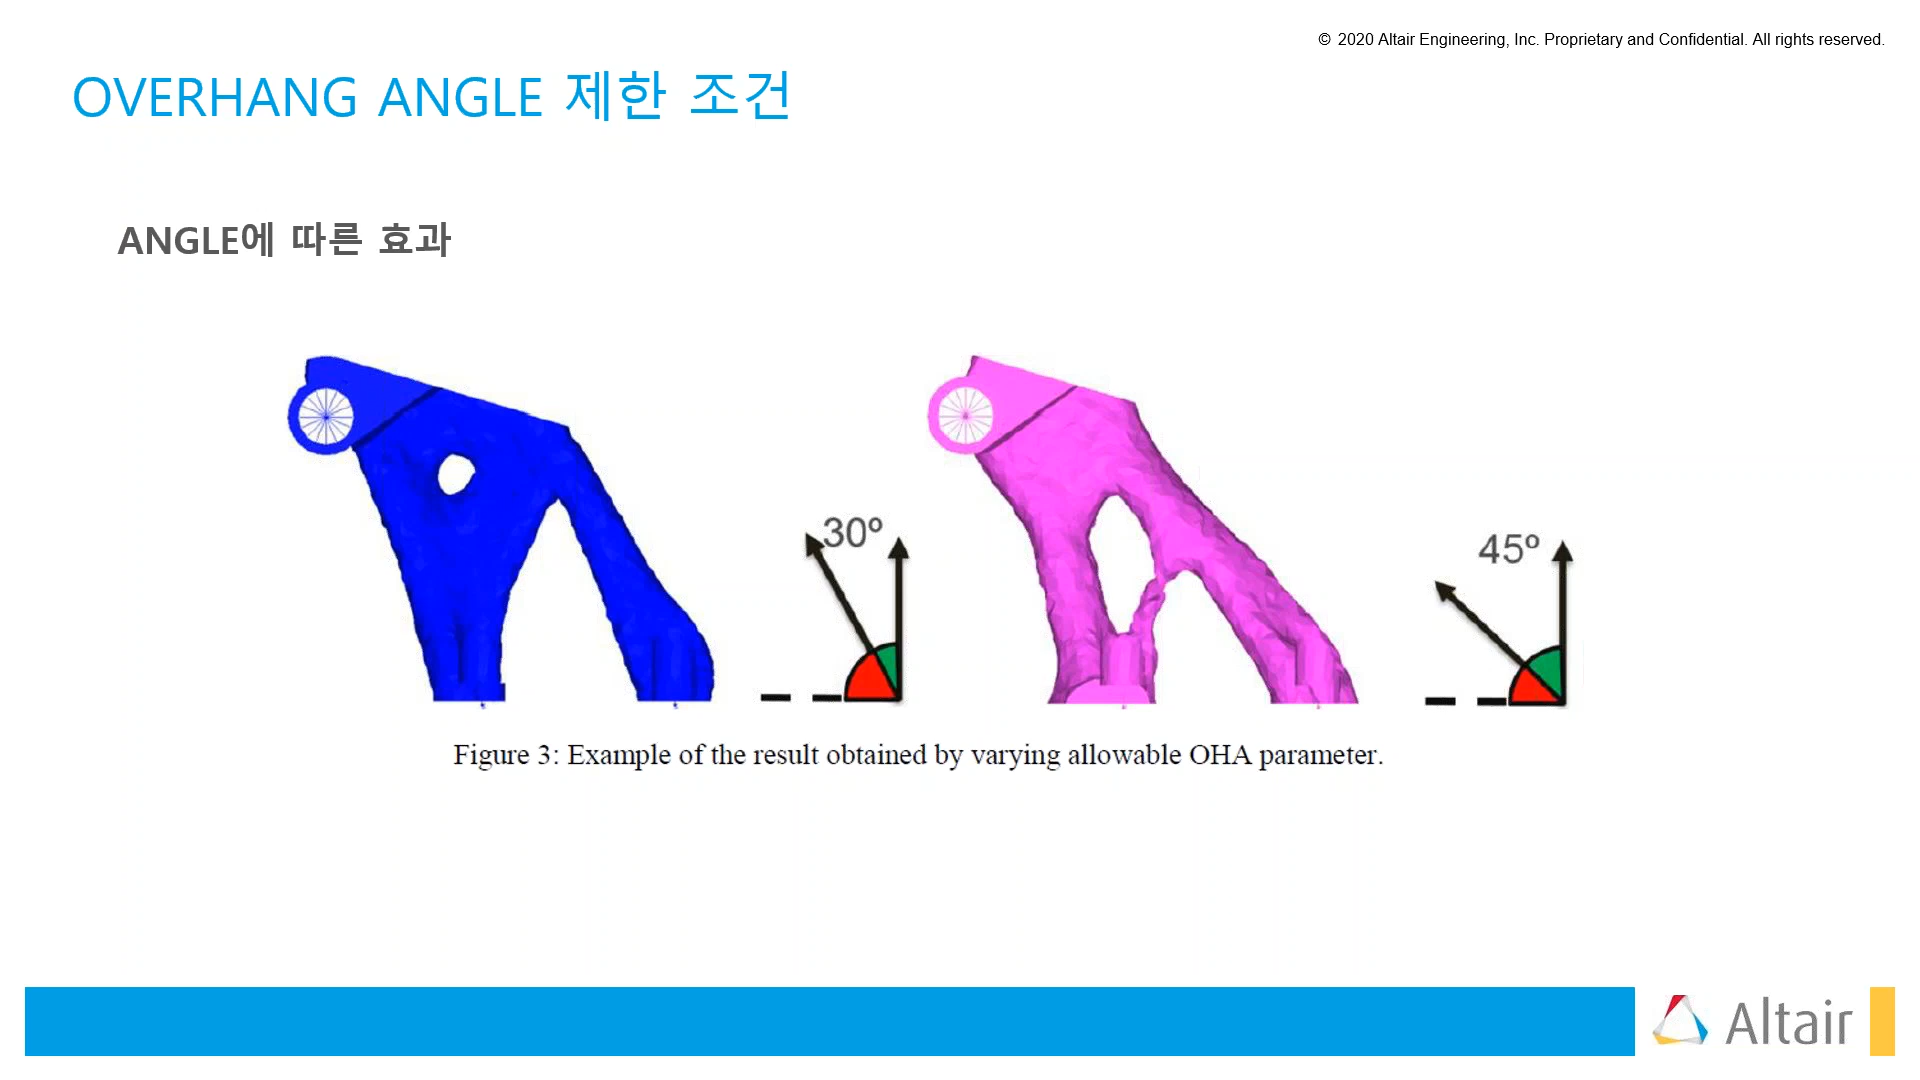 © 2020 Altair Engineering, Inc. Proprietary and Confidential. All rights reserved.
OVERHANG ANGLE 제한 조건
ANGLE에 따른 효과
30º
45º
Figure 3: Example of the result obtained by varying allowable OHA parameter.
Altair